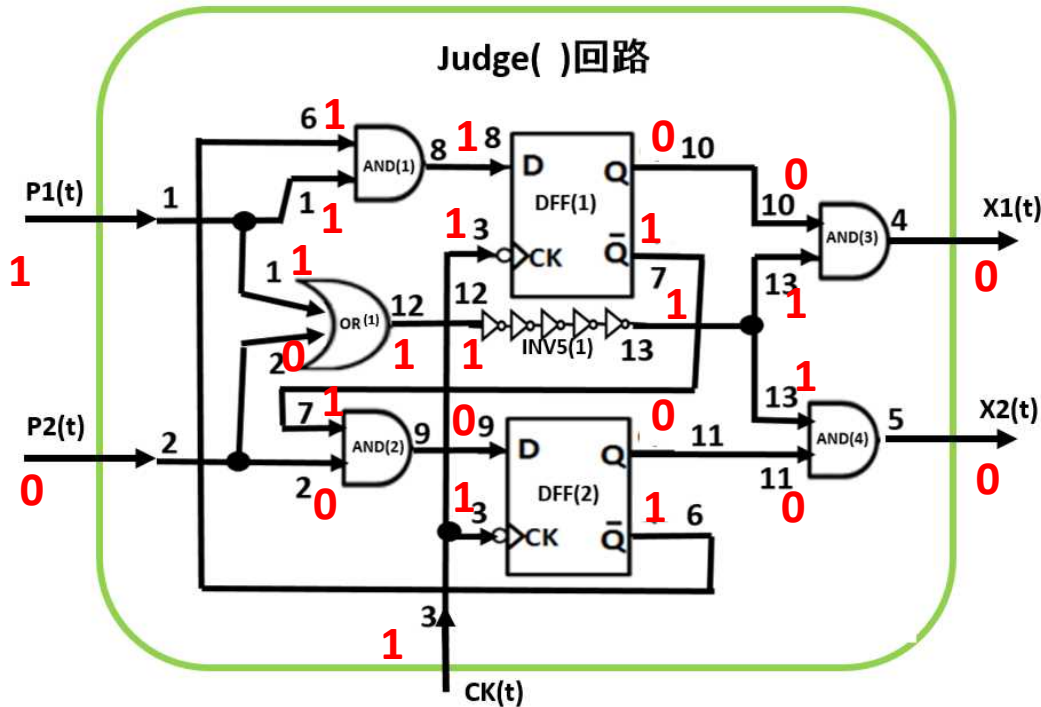 Judge( )回路
6 1
AND(1)
8 1 8
D Q
0 10
0
P1(t)
1
1 1
DFF(1)
10
AND(3)
4
X1(t)
1
1 3
CK Q̅
1
7
13
1
0
1 1
OR(1)
12
1
12
1
INV5(1)
1
13
2 0
7 1
AND(2)
9 0 9
D Q
0
11
13 1
AND(4)
5
X2(t)
P2(t)
2
0
2 0
DFF(2)
11
0
0
1
3
CK Q̅
1
6
3
1
CK(t)